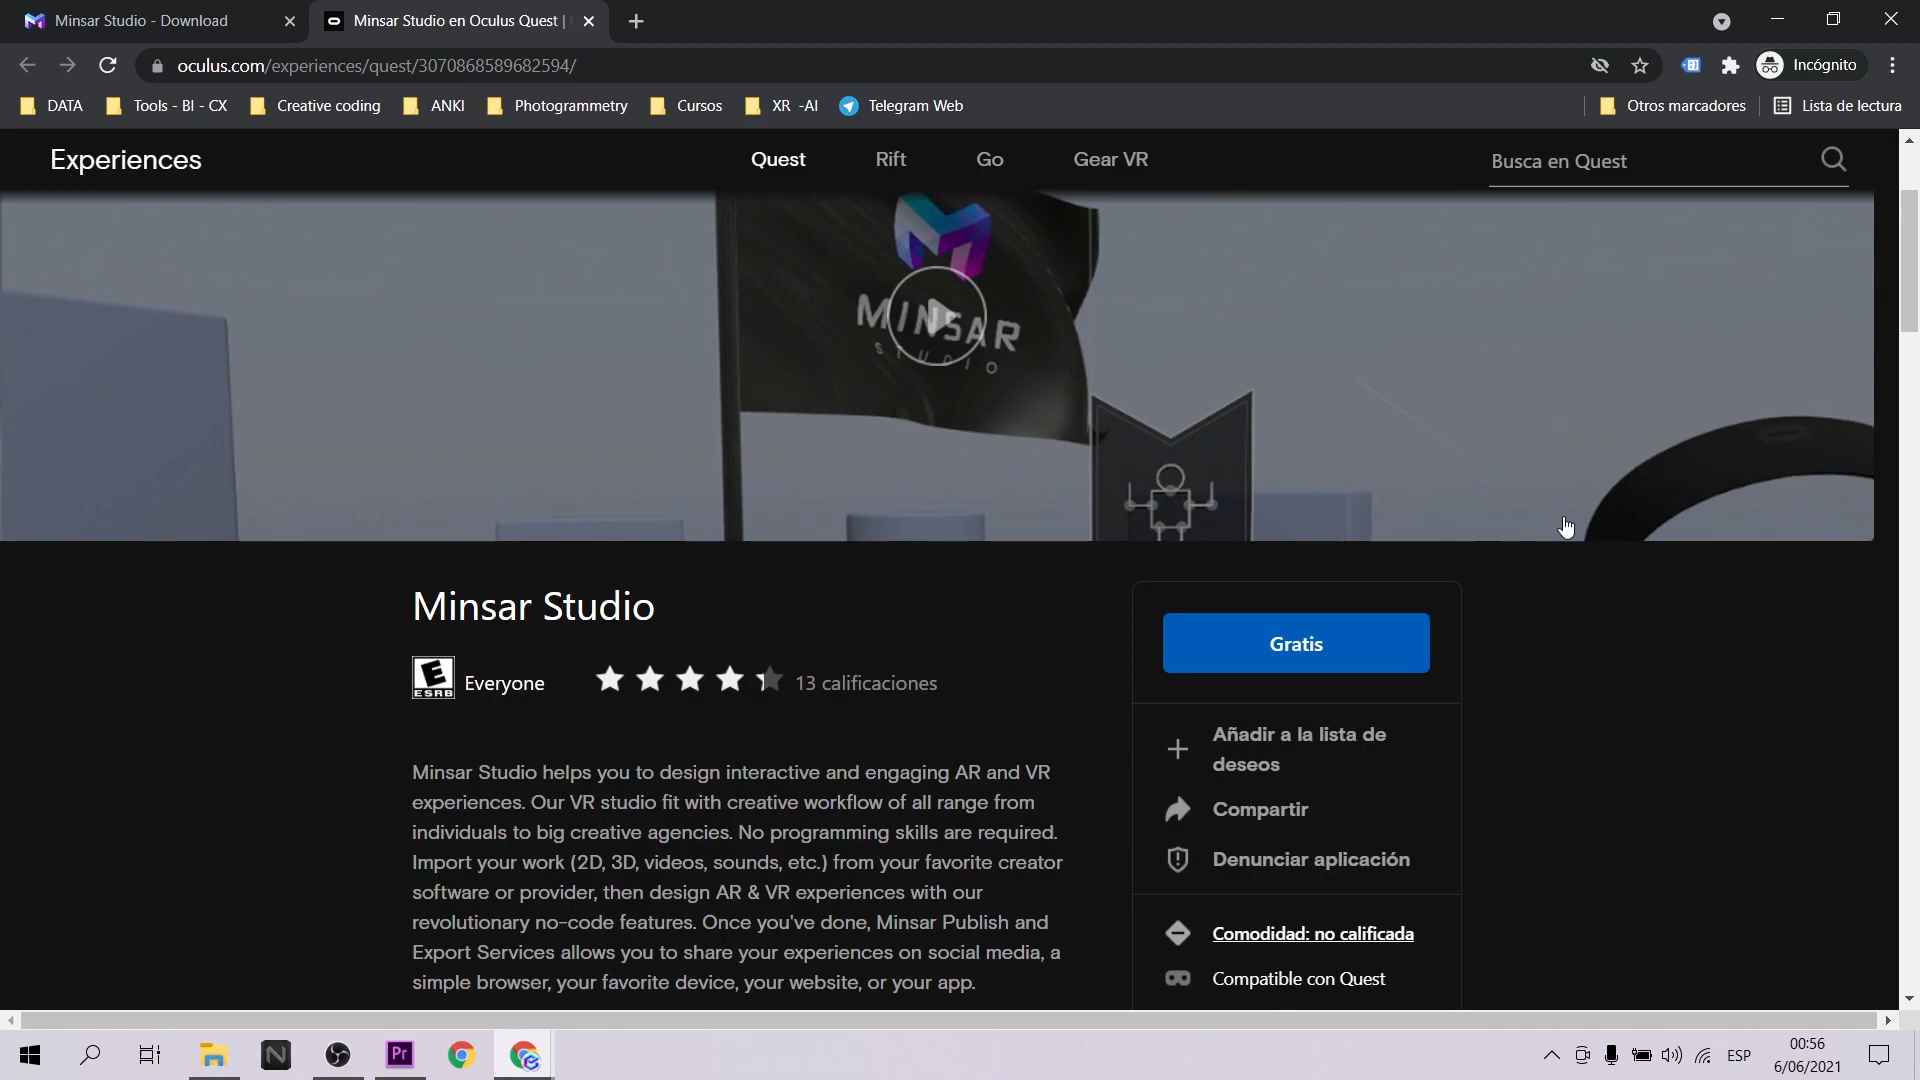 Minsar Studio - Download
Minsar Studio en Oculus Quest |
oculus.com/experiences/quest/3070868589682594/
Incógnito
DATA
Tools - BI - CX
Creative coding
ANKI
Photogrammetry
Cursos
XR -AI
Telegram Web
Otros marcadores
Lista de lectura
Experiences
Quest
Rift
Go
Gear VR
Busca en Quest
MINSAR
STUDIO
Minsar Studio
Gratis
E
ESRB
Everyone
13 calificaciones
Añadir a la lista de
deseos
Compartir
Denunciar aplicación
Minsar Studio helps you to design interactive and engaging AR and VR
experiences. Our VR studio fit with creative workflow of all range from
individuals to big creative agencies. No programming skills are required.
Import your work (2D, 3D, videos, sounds, etc.) from your favorite creator
software or provider, then design AR & VR experiences with our
revolutionary no-code features. Once you've done, Minsar Publish and
Export Services allows you to share your experiences on social media, a
simple browser, your favorite device, your website, or your app.
Comodidad: no calificada
Compatible con Quest
N
Pr
ESP
00:56
6/06/2021